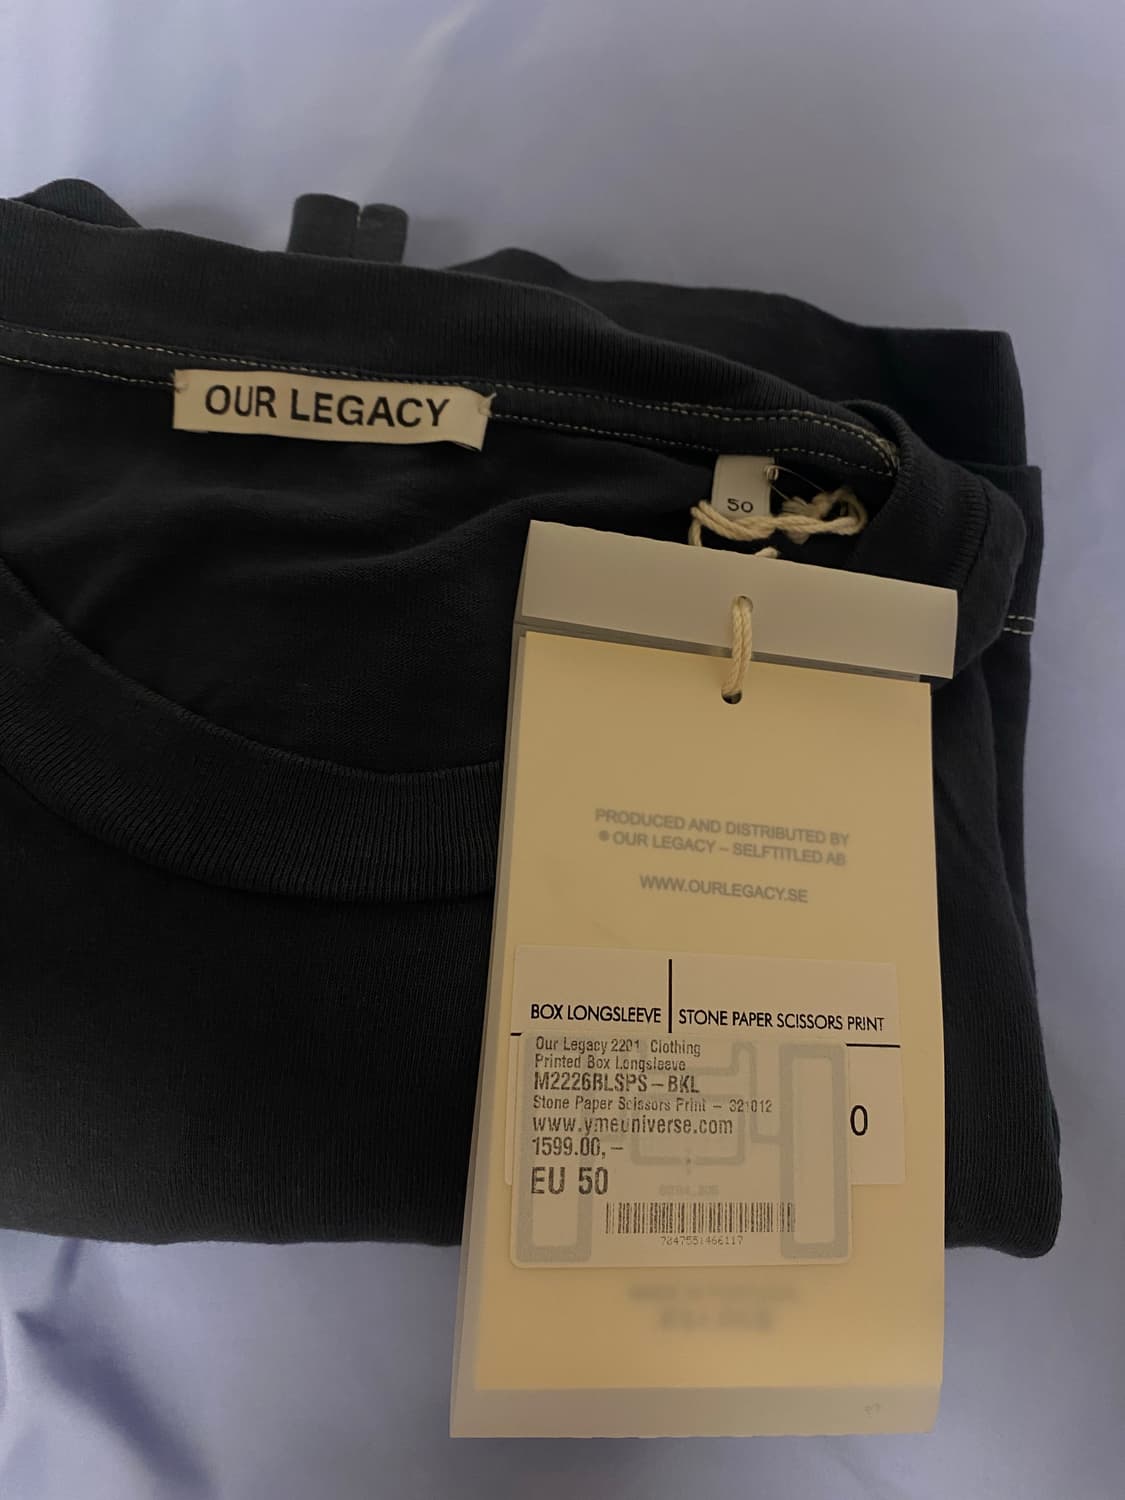 OUR LEGACY
50
PRODUCED AND DISTRIBUTED BY
® OUR LEGACY – SELFTITLED AB
WWW.OURLEGACY.SE
BOX LONGSLEEVE | STONE PAPER SCISSORS PRINT
Our Legacy 2201 Clothing
Printed Box Longsleeve
M2226BLSPS – BKL
Stone Paper Scissors Print – 321012
www.ymeuniverse.com
1599.00,–
EU 50
7047551466117
0